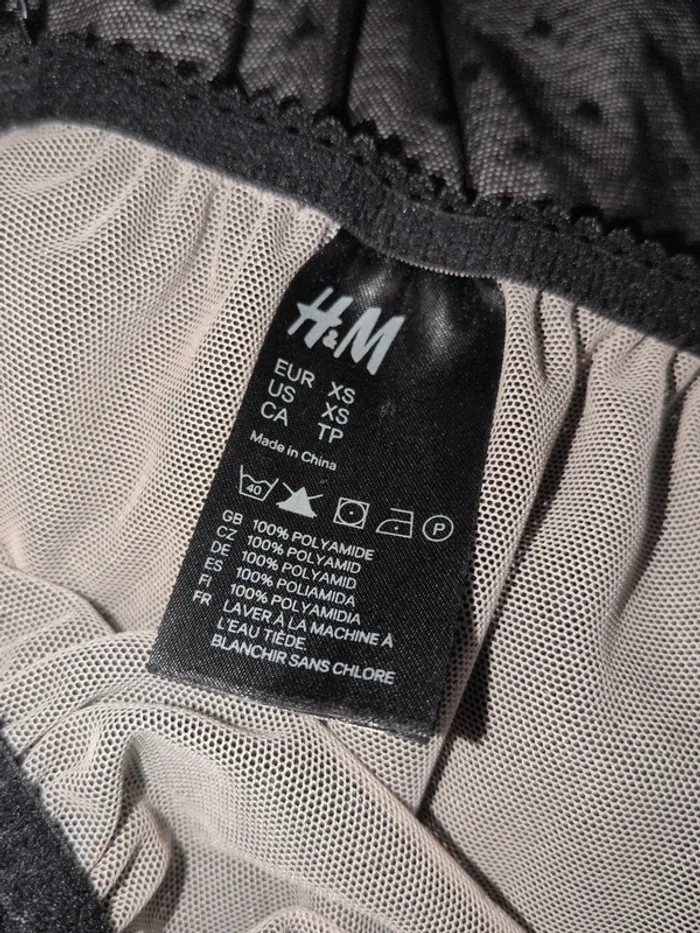 H&M
EUR XS
US XS
CA TP
Made in China
40 P
GB 100% POLYAMIDE
CZ 100% POLYAMID
DE 100% POLYAMID
ES 100% POLIAMIDA
FI 100% POLYAMIDIA
FR LAVER À LA MACHINE À
L'EAU TIÈDE.
BLANCHIR SANS CHLORE